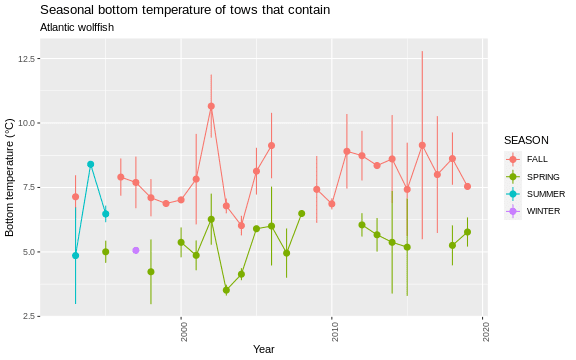 Seasonal bottom temperature of tows that contain
Atlantic wolffish
Bottom temperature (°C)
12.5
10.0
7.5
5.0
2.5
2000
2010
2020
Year
SEASON
FALL
SPRING
SUMMER
WINTER